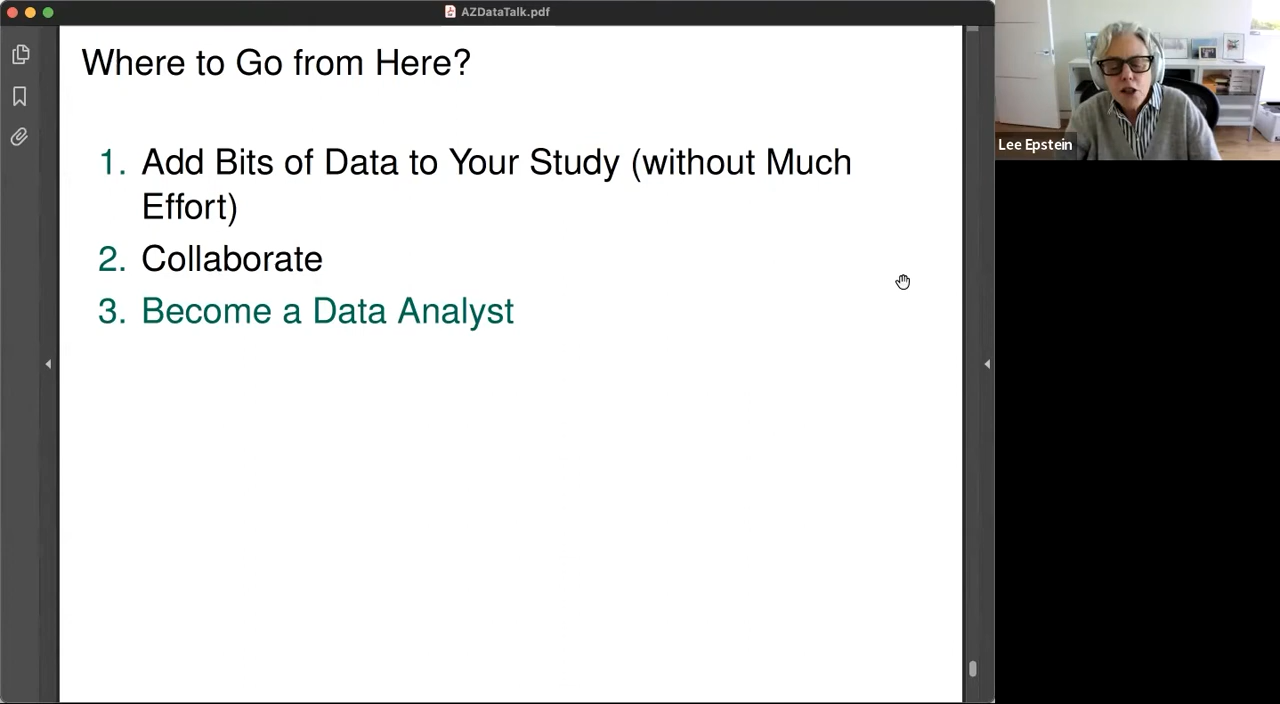 AZDataTalk.pdf
Where to Go from Here?
1. Add Bits of Data to Your Study (without Much
Effort)
2. Collaborate
3. Become a Data Analyst
Lee Epstein